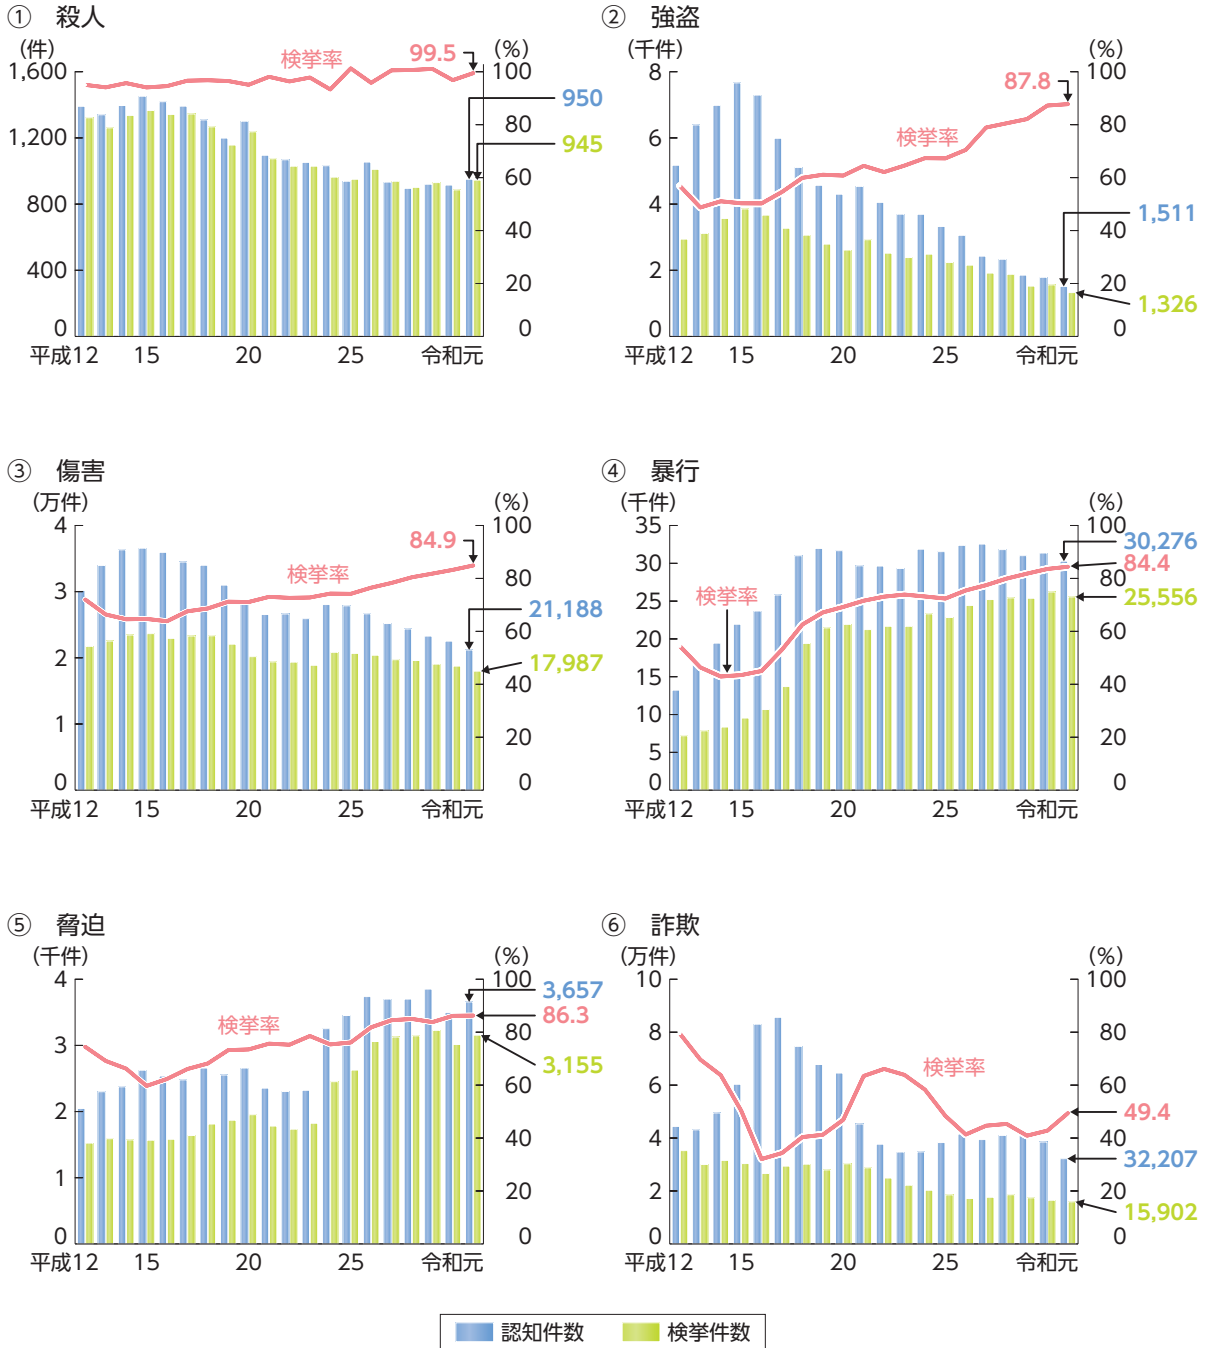 ① 殺人
(件) (%)
検挙率 99.5
1,600 100
950
80
1,200
945
60
800
40
400
20
0 0
平成12 15 20 25 令和元
② 強盗
(千件) (%)
8 100
87.8
80
6
検挙率
60
4
1,511
40
2
20
1,326
0 0
平成12 15 20 25 令和元
③ 傷害
(万件) (%)
4 100
84.9
80
検挙率
3
21,188
60
2
17,987
40
1
20
0 0
平成12 15 20 25 令和元
④ 暴行
(千件) (%)
35 100
30,276
30
84.4
80
検挙率
25
25,556
20
60
15
40
10
20
5
0 0
平成12 15 20 25 令和元
⑤ 脅迫
(千件) (%)
4 100
3,657
86.3
検挙率
80
3
3,155
60
2
40
1
20
0 0
平成12 15 20 25 令和元
⑥ 詐欺
(万件) (%)
10 100
8 80
検挙率
6 60
49.4
4 40
32,207
2 20
15,902
0 0
平成12 15 20 25 令和元
認知件数 検挙件数